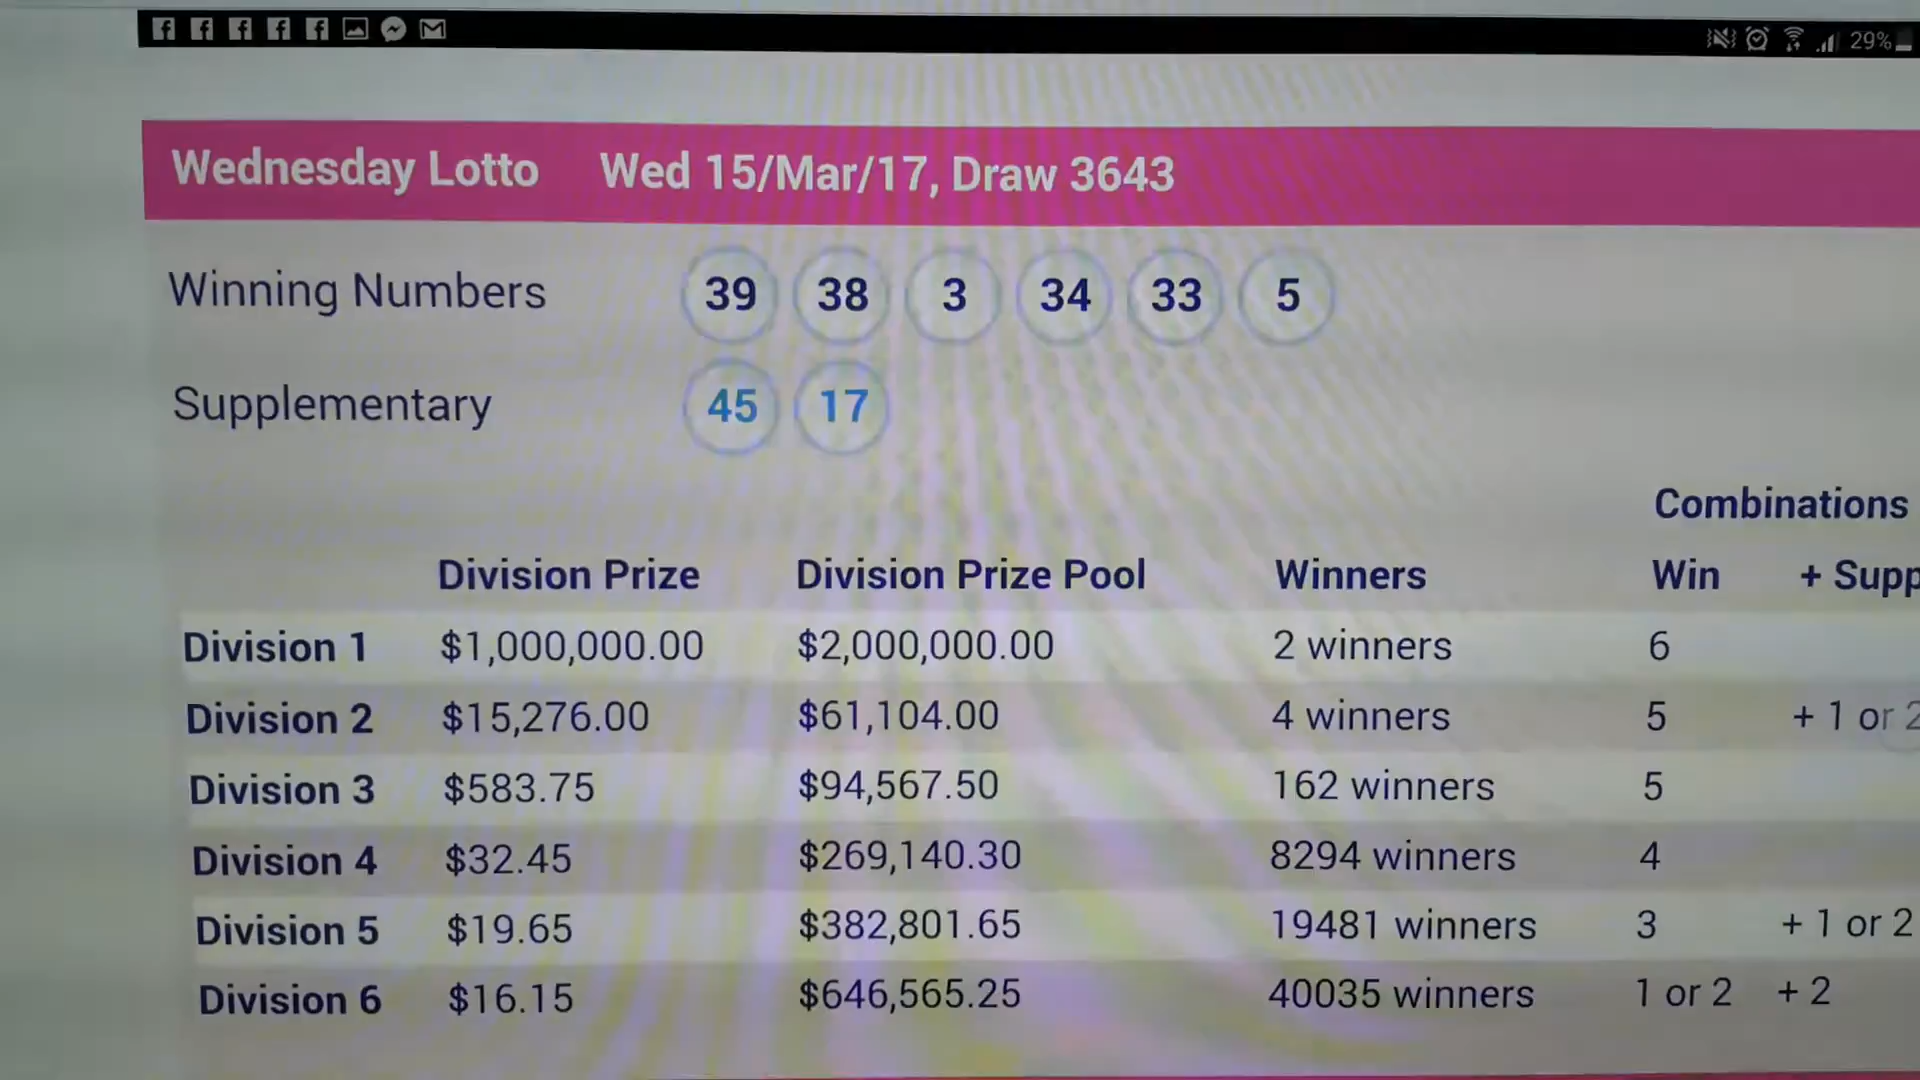 29%
Wednesday Lotto Wed 15/Mar/17, Draw 3643
Winning Numbers 39 38 3 34 33 5
Supplementary 45 17
Combinations
Division Prize Division Prize Pool Winners Win + Supp
Division 1 $1,000,000.00 $2,000,000.00 2 winners 6
Division 2 $15,276.00 $61,104.00 4 winners 5 + 1 or 2
Division 3 $583.75 $94,567.50 162 winners 5
Division 4 $32.45 $269,140.30 8294 winners 4
Division 5 $19.65 $382,801.65 19481 winners 3 + 1 or 2
Division 6 $16.15 $646,565.25 40035 winners 1 or 2 + 2